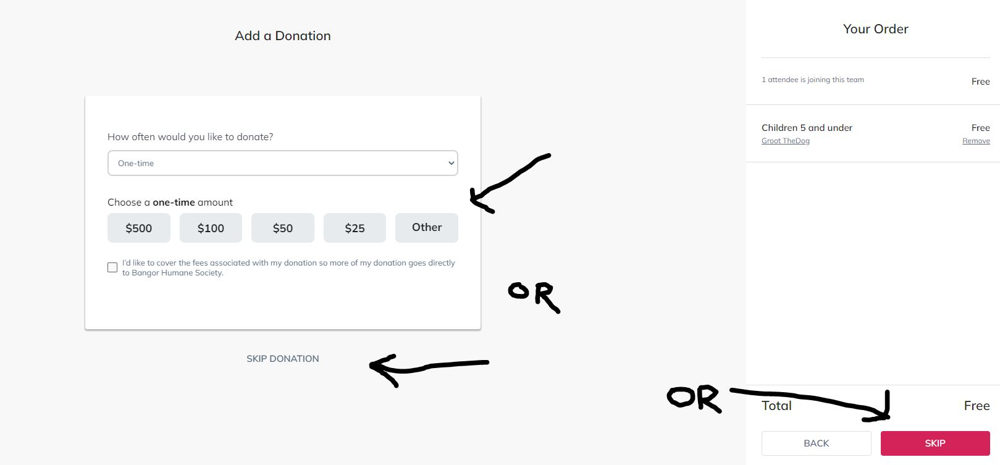 Add a Donation
How often would you like to donate?
One-time
Choose a one-time amount
$500 $100 $50 $25 Other
I'd like to cover the fees associated with my donation so more of my donation goes directly
to Bangor Humane Society.
OR
SKIP DONATION
Your Order
1 attendee is joining this team Free
Children 5 and under Free
Groot TheDog Remove
OR
Total Free
BACK SKIP